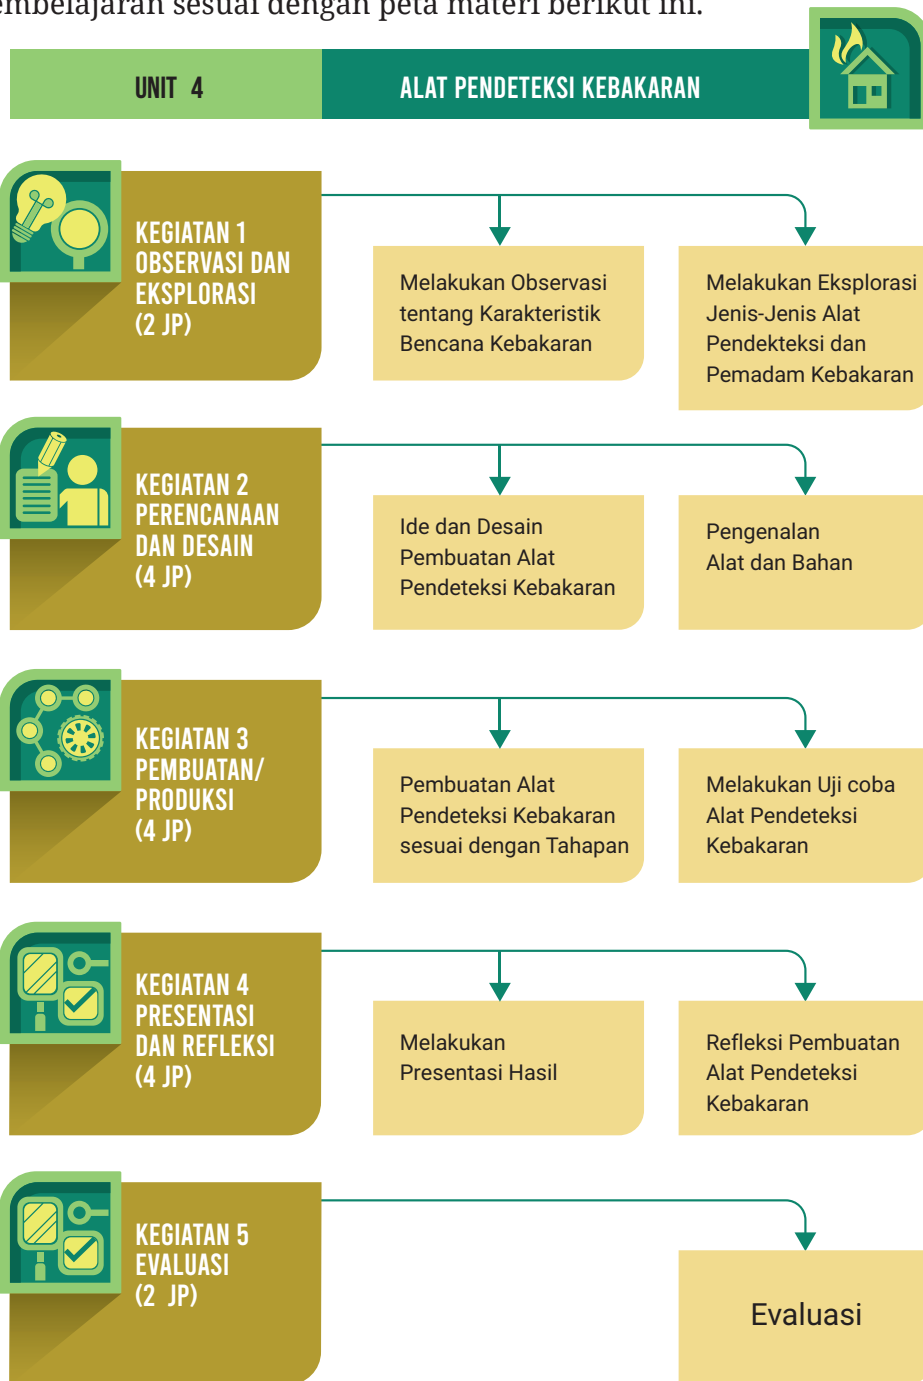 embelajaran sesuai dengan peta materi berikut ini.
UNIT 4
ALAT PENDETEKSI KEBAKARAN
KEGIATAN 1
OBSERVASI DAN
EKSPLORASI
(2 JP)
Melakukan Observasi
tentang Karakteristik
Bencana Kebakaran
Melakukan Eksplorasi
Jenis-Jenis Alat
Pendekteksi dan
Pemadam Kebakaran
KEGIATAN 2
PERENCANAAN
DAN DESAIN
(4 JP)
Ide dan Desain
Pembuatan Alat
Pendeteksi Kebakaran
Pengenalan
Alat dan Bahan
KEGIATAN 3
PEMBUATAN/
PRODUKSI
(4 JP)
Pembuatan Alat
Pendeteksi Kebakaran
sesuai dengan Tahapan
Melakukan Uji coba
Alat Pendeteksi
Kebakaran
KEGIATAN 4
PRESENTASI
DAN REFLEKSI
(4 JP)
Melakukan
Presentasi Hasil
Refleksi Pembuatan
Alat Pendeteksi
Kebakaran
KEGIATAN 5
EVALUASI
(2 JP)
Evaluasi